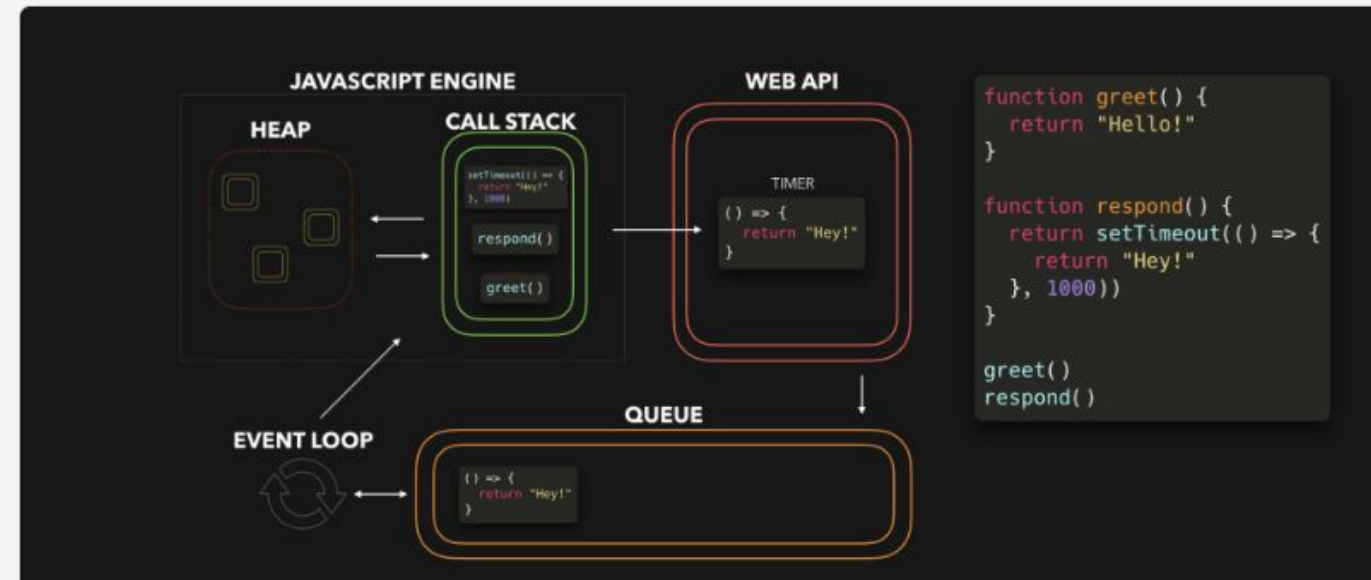 JAVASCRIPT ENGINE
HEAP
CALL STACK
setTimeout(() => {
return "Hey!"
}, 1000)
respond()
greet()
WEB API
TIMER
() => {
return "Hey!"
}
function greet() {
return "Hello!"
}
function respond() {
return setTimeout(() => {
return "Hey!"
}, 1000))
}
greet()
respond()
EVENT LOOP
QUEUE
() => {
return "Hey!"
}